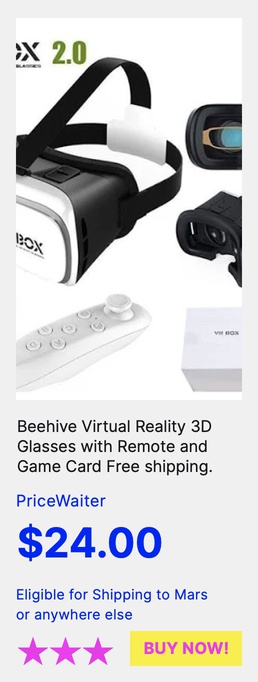 OX 2.0
GLASSES
BOX
VR BOX
Beehive Virtual Reality 3D
Glasses with Remote and
Game Card Free shipping.
PriceWaiter
$24.00
Eligible for Shipping to Mars
or anywhere else
BUY NOW!